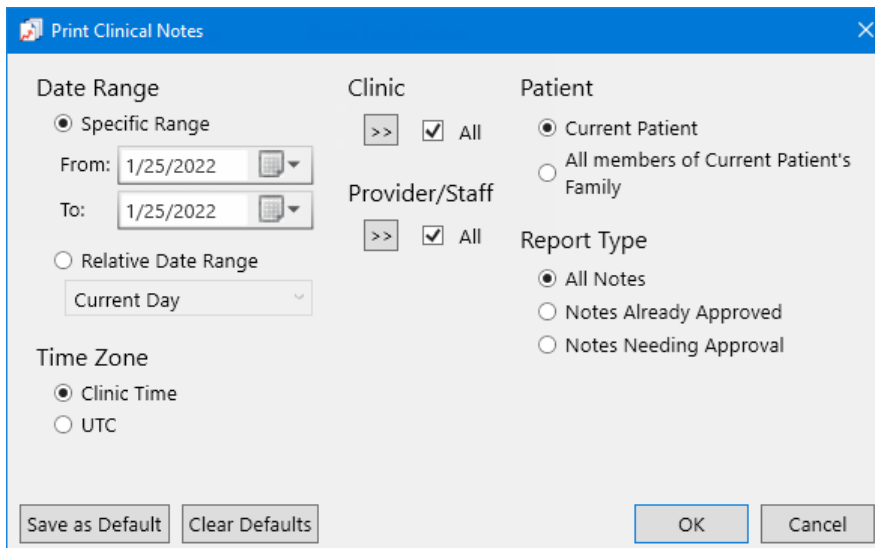 Print Clinical Notes
Date Range
Specific Range
From: 1/25/2022
To: 1/25/2022
Relative Date Range
Current Day
Time Zone
Clinic Time
UTC
Clinic
>> All
Provider/Staff
>> All
Patient
Current Patient
All members of Current Patient's
Family
Report Type
All Notes
Notes Already Approved
Notes Needing Approval
Save as Default Clear Defaults OK Cancel